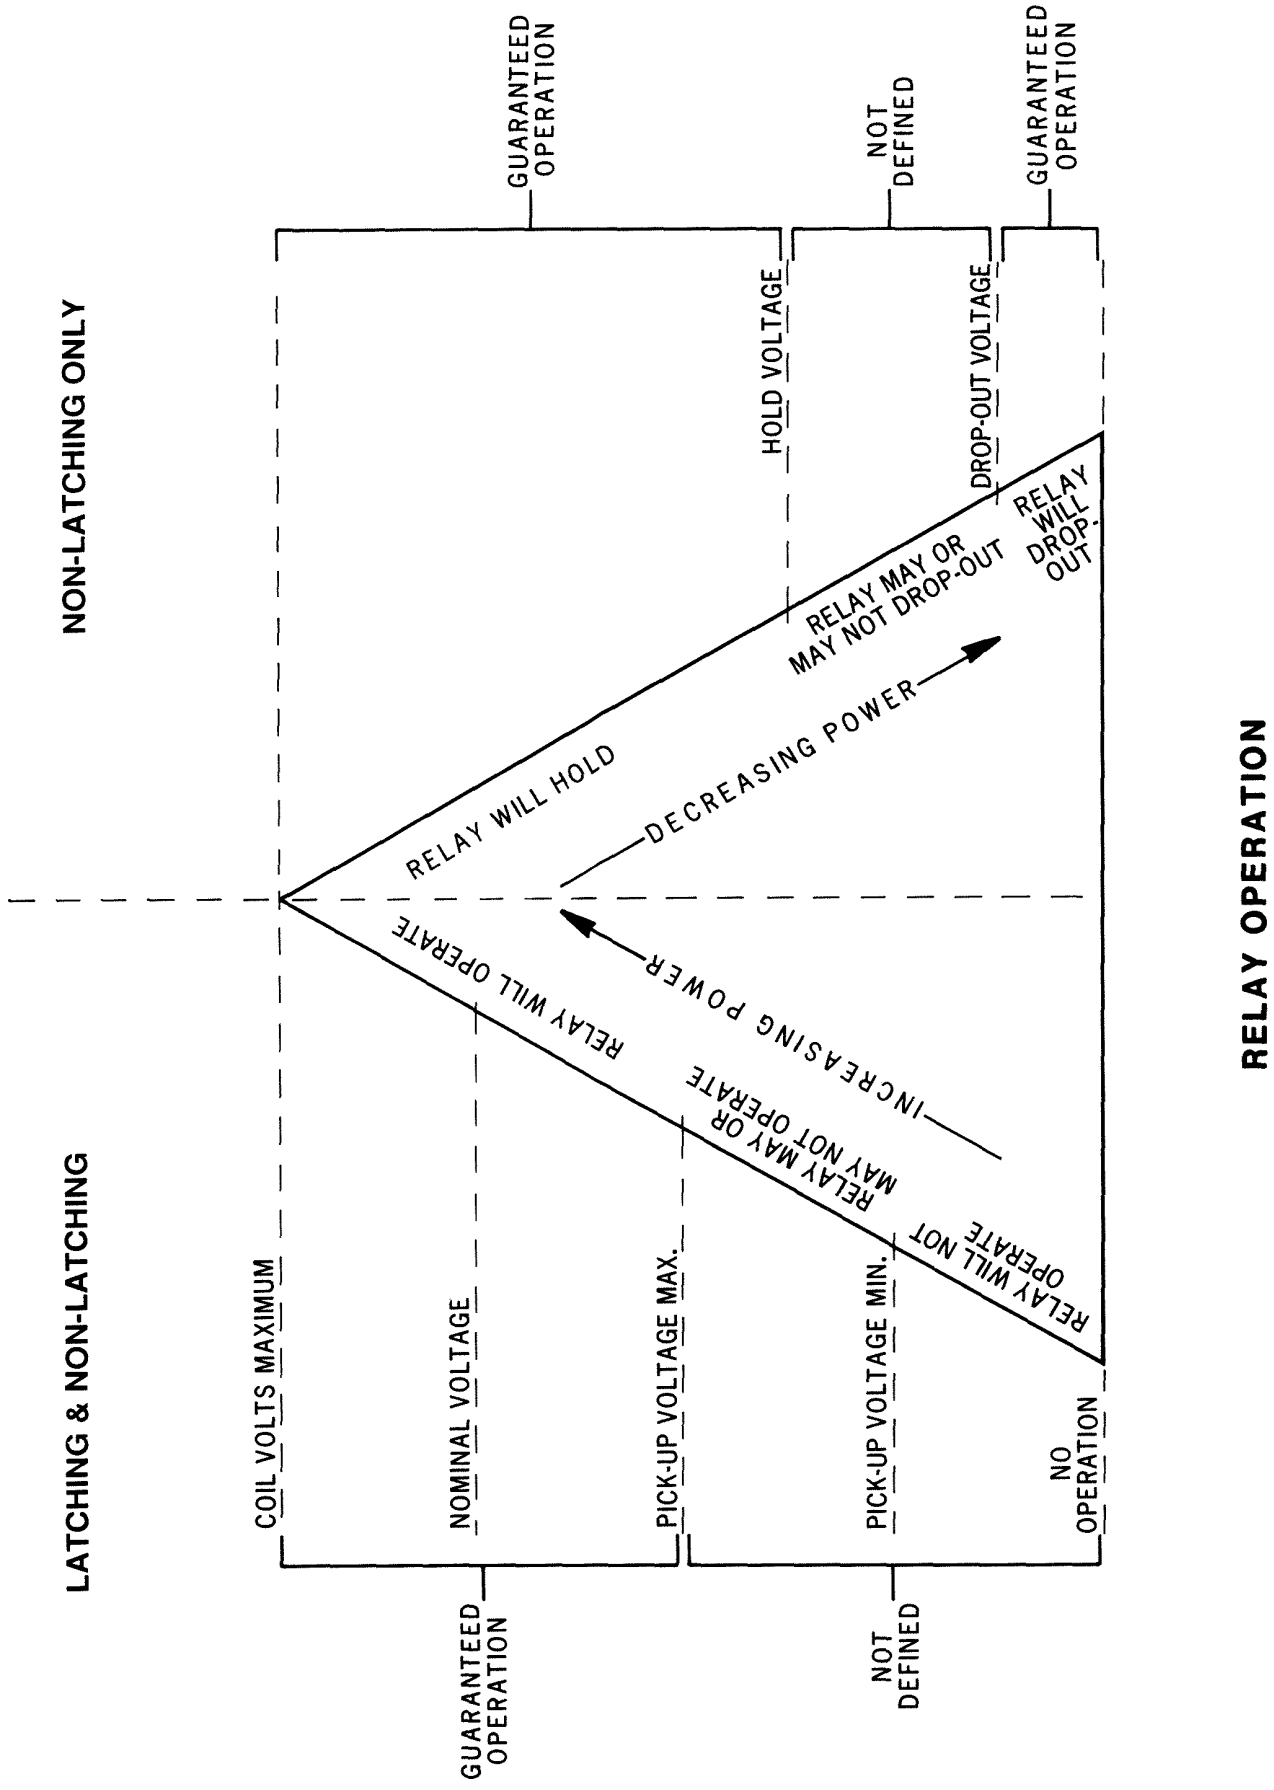 LATCHING & NON-LATCHING
NON-LATCHING ONLY
COIL VOLTS MAXIMUM
NOMINAL VOLTAGE
PICK-UP VOLTAGE MAX.
PICK-UP VOLTAGE MIN.
NO
OPERATION
GUARANTEED
OPERATION
NOT
DEFINED
RELAY WILL OPERATE
RELAY MAY OR
MAY NOT OPERATE
RELAY WILL NOT
OPERATE
INCREASING POWER
RELAY WILL HOLD
DECREASING POWER
RELAY MAY OR
MAY NOT DROP-OUT
RELAY
WILL
DROP-
OUT
HOLD VOLTAGE
DROP-OUT VOLTAGE
GUARANTEED
OPERATION
NOT
DEFINED
GUARANTEED
OPERATION
RELAY OPERATION